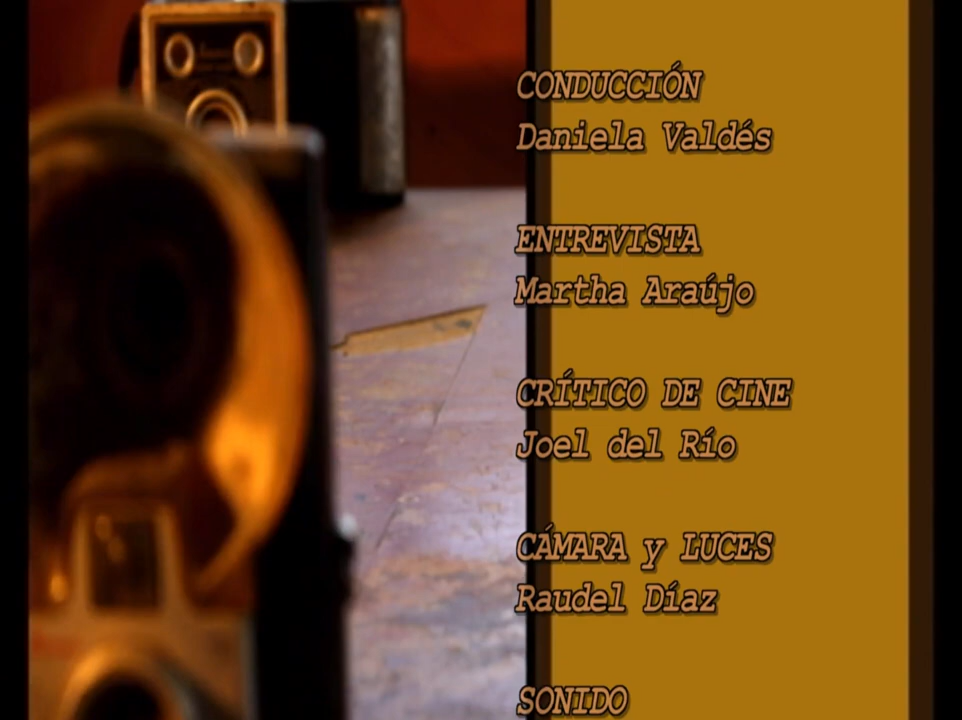 CONDUCCIÓN
Daniela Valdés
ENTREVISTA
Martha Araújo
CRÍTICO DE CINE
Joel del Río
CÁMARA y LUCES
Raudel Díaz
SONIDO